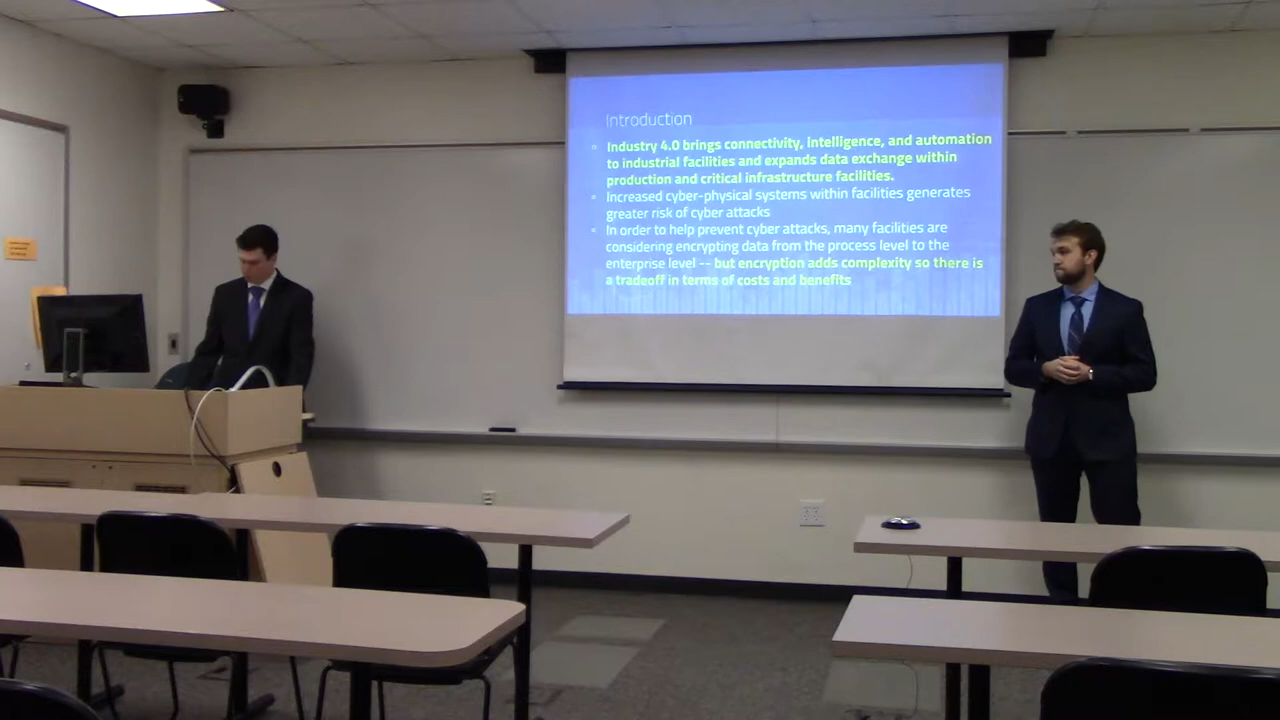 Introduction
Industry 4.0 brings connectivity, intelligence, and automation
to industrial facilities and expands data exchange within
production and critical infrastructure facilities.
Increased cyber-physical systems within facilities generates
greater risk of cyber attacks
In order to help prevent cyber attacks, many facilities are
considering encrypting data from the process level to the
enterprise level -- but encryption adds complexity so there is
a tradeoff in terms of costs and benefits